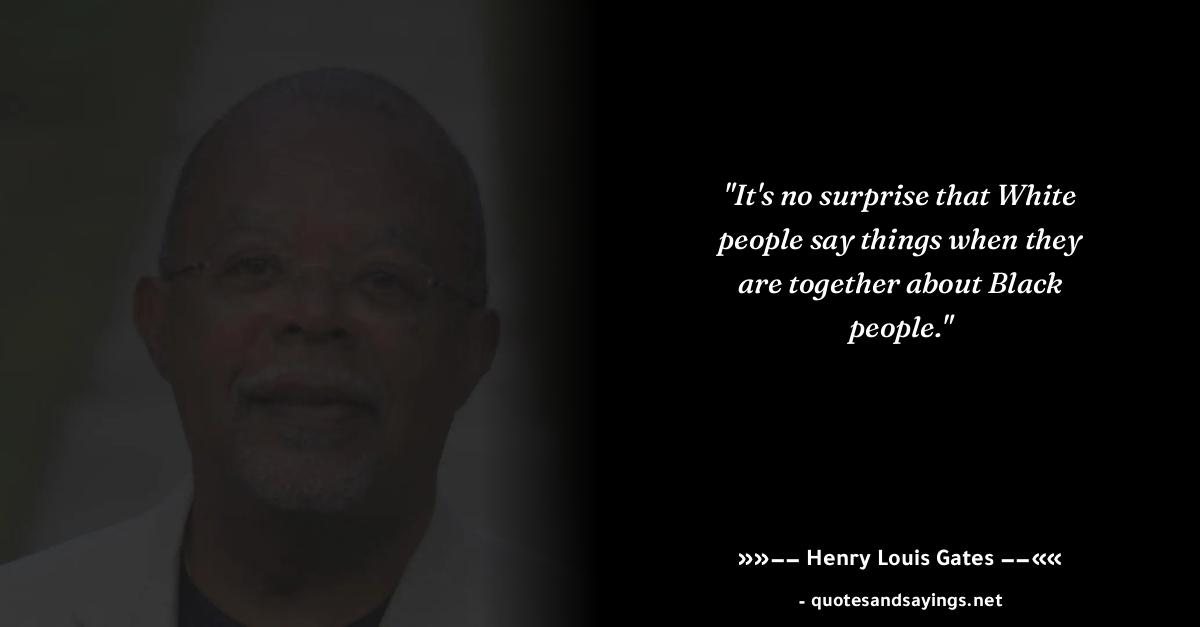 "It's no surprise that White
people say things when they
are together about Black
people."
»»−− Henry Louis Gates −−««
- quotesandsayings.net